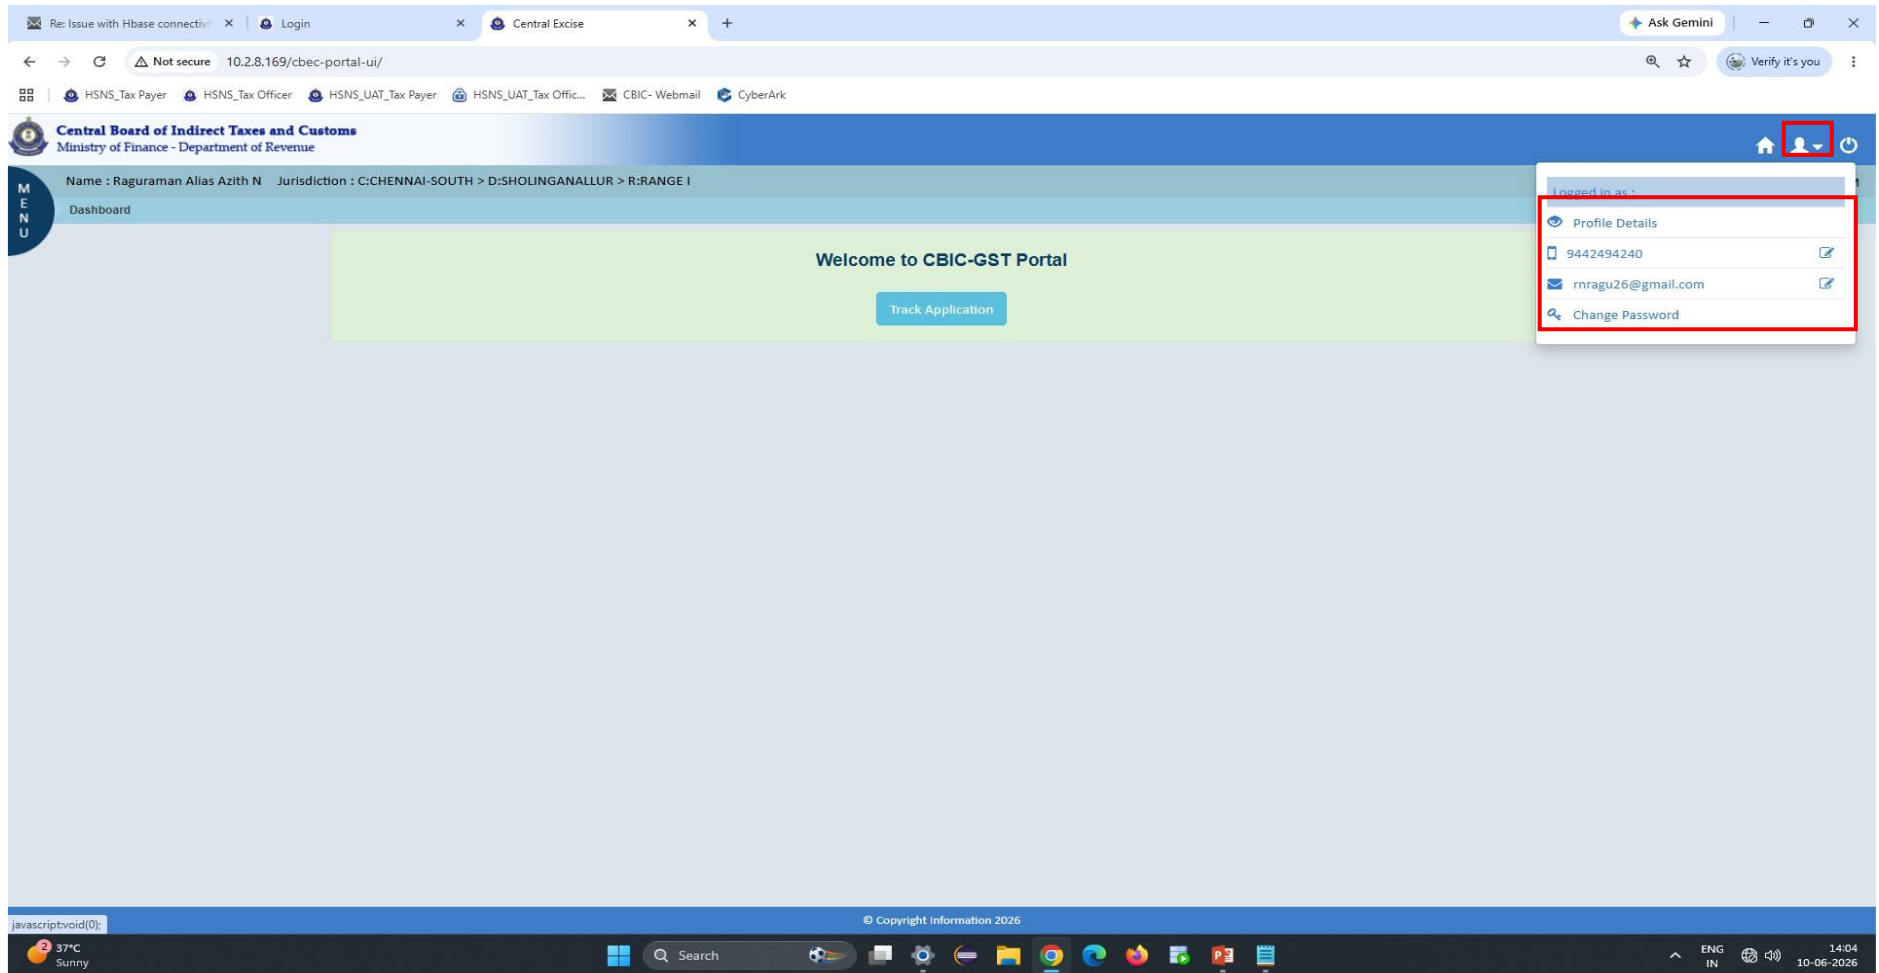 Re: Issue with Hbase connectivi
Login
Central Excise
Ask Gemini
Not secure 10.2.8.169/cbec-portal-ui/
Verify it's you
HSNS_Tax Payer HSNS_Tax Officer HSNS_UAT_Tax Payer HSNS_UAT_Tax Offic... CBIC- Webmail CyberArk
Central Board of Indirect Taxes and Customs
Ministry of Finance - Department of Revenue
MENU
Name : Raguraman Alias Azith N Jurisdiction : C:CHENNAI-SOUTH > D:SHOLINGANALLUR > R:RANGE I
Dashboard
Logged in as :
Profile Details
9442494240
rnragu26@gmail.com
Change Password
Welcome to CBIC-GST Portal
Track Application
© Copyright Information 2026
javascript:void(0);
2
37°C
Sunny
Search
ENG
IN
14:04
10-06-2026